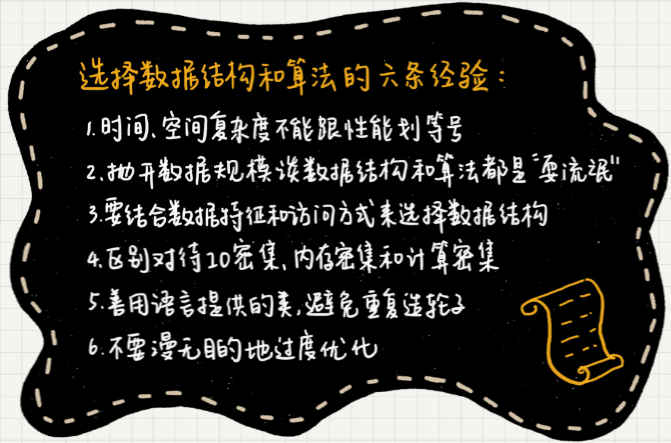 选择数据结构和算法的六条经验:
1.时间、空间复杂度不能跟性能划等号
2.抛开数据规模谈数据结构和算法都是“耍流氓”
3.要结合数据特征和访问方式来选择数据结构
4.区别对待IO密集、内存密集和计算密集
5.善用语言提供的类,避免重复造轮子
6.不要漫无目的地过度优化